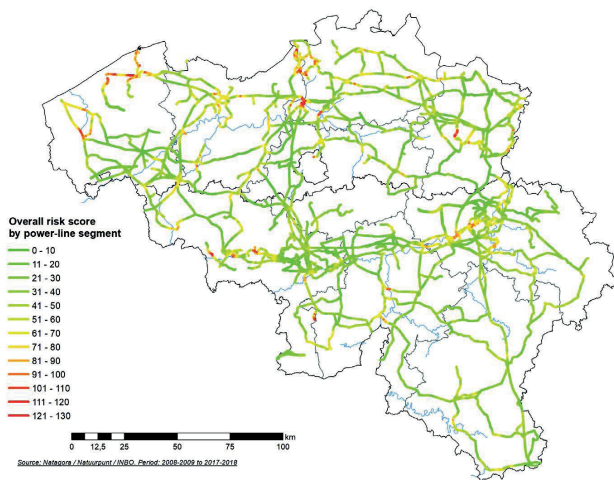 Overall risk score
by power-line segment
0 - 10
11 - 20
21 - 30
31 - 40
41 - 50
51 - 60
61 - 70
71 - 80
81 - 90
91 - 100
101 - 110
111 - 120
121 - 130
km
0 12,5 25 50 75 100
Source: Natagora / Natuurpunt / INBO. Period: 2008-2009 to 2017-2018